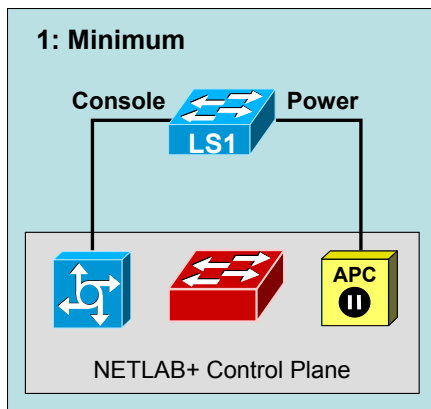 1: Minimum
Console
Power
LS1
APC
NETLAB+ Control Plane